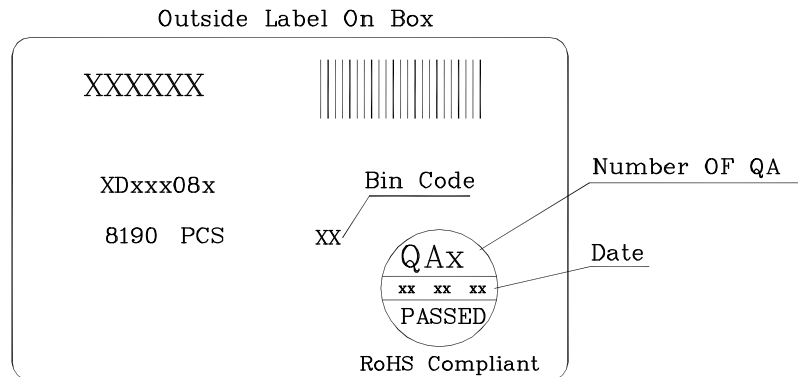 Outside Label On Box
XXXXXX
XDxxx08x
Bin Code
Number OF QA
8190 PCS
XX
QAx
Date
xx xx xx
PASSED
RoHS Compliant